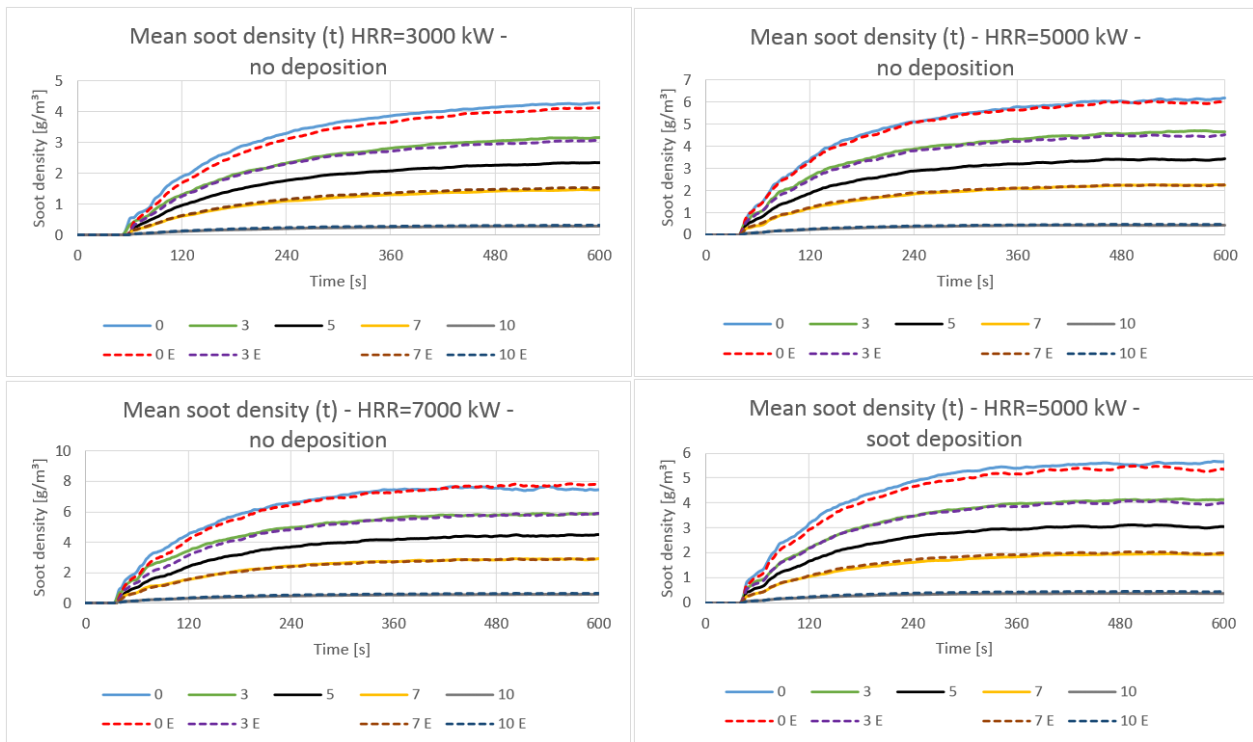 Mean soot density (t) HRR=3000 kW -
no deposition
Soot density [g/m³]
5
4
3
2
1
0
0 120 240 360 480 600
Time [s]
0 3 5 7 10
0 E 3 E 7 E 10 E
Mean soot density (t) - HRR=5000 kW -
no deposition
Soot density [g/m³]
7
6
5
4
3
2
1
0
0 120 240 360 480 600
Time [s]
0 3 5 7 10
0 E 3 E 7 E 10 E
Mean soot density (t) - HRR=7000 kW -
no deposition
Soot density [g/m³]
10
8
6
4
2
0
0 120 240 360 480 600
Time [s]
0 3 5 7 10
0 E 3 E 7 E 10 E
Mean soot density (t) - HRR=5000 kW -
soot deposition
Soot density [g/m³]
6
5
4
3
2
1
0
0 120 240 360 480 600
Time [s]
0 3 5 7 10
0 E 3 E 7 E 10 E